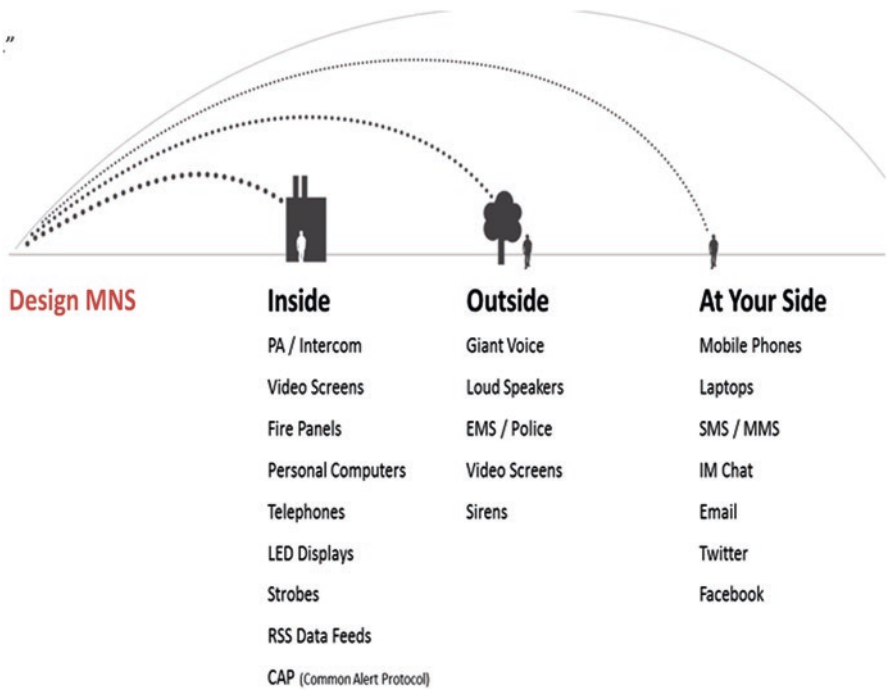 .”
Design MNS
Inside
PA / Intercom
Video Screens
Fire Panels
Personal Computers
Telephones
LED Displays
Strobes
RSS Data Feeds
CAP (Common Alert Protocol)
Outside
Giant Voice
Loud Speakers
EMS / Police
Video Screens
Sirens
At Your Side
Mobile Phones
Laptops
SMS / MMS
IM Chat
Email
Twitter
Facebook